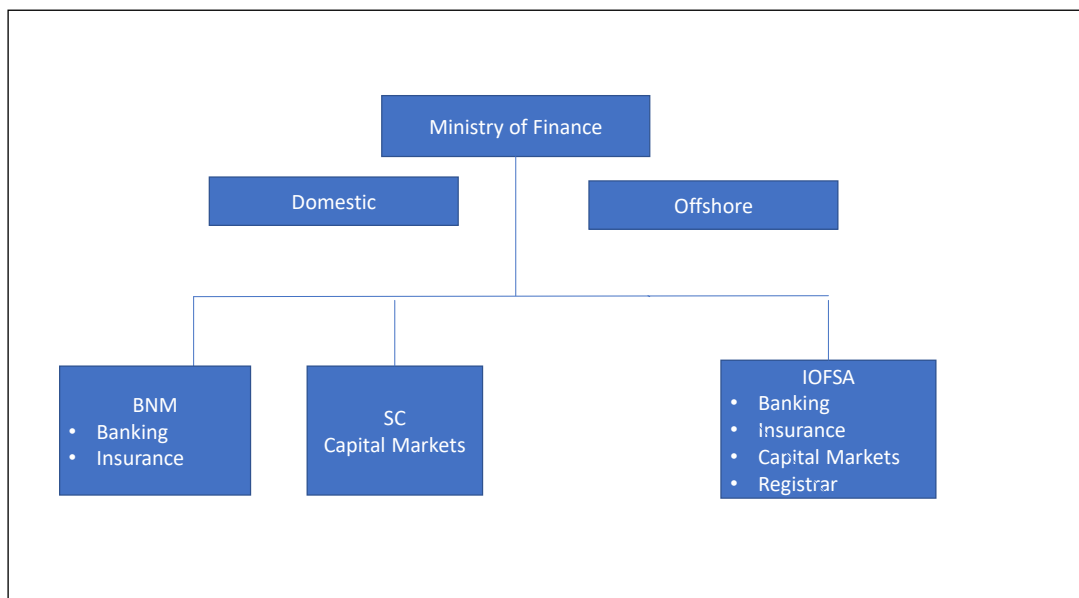 Ministry of Finance
Domestic
Offshore
BNM
• Banking
• Insurance
SC
Capital Markets
IOFSA
• Banking
• Insurance
• Capital Markets
• Registrar